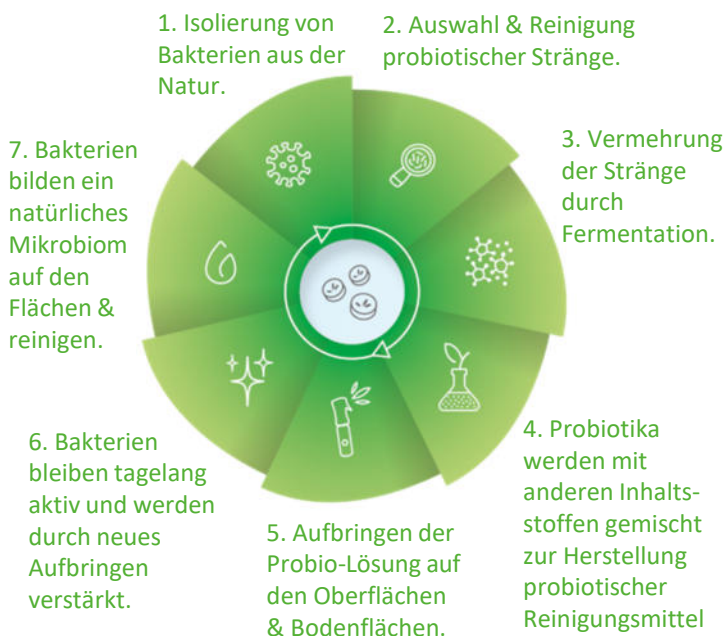 1. Isolierung von
Bakterien aus der
Natur.
2. Auswahl & Reinigung
probiotischer Stränge.
3. Vermehrung
der Stränge
durch
Fermentation.
4. Probiotika
werden mit
anderen Inhalts-
stoffen gemischt
zur Herstellung
probiotischer
Reinigungsmittel
5. Aufbringen der
Probio-Lösung auf
den Oberflächen
& Bodenflächen.
6. Bakterien
bleiben tagelang
aktiv und werden
durch neues
Aufbringen
verstärkt.
7. Bakterien
bilden ein
natürliches
Mikrobiom
auf den
Flächen &
reinigen.